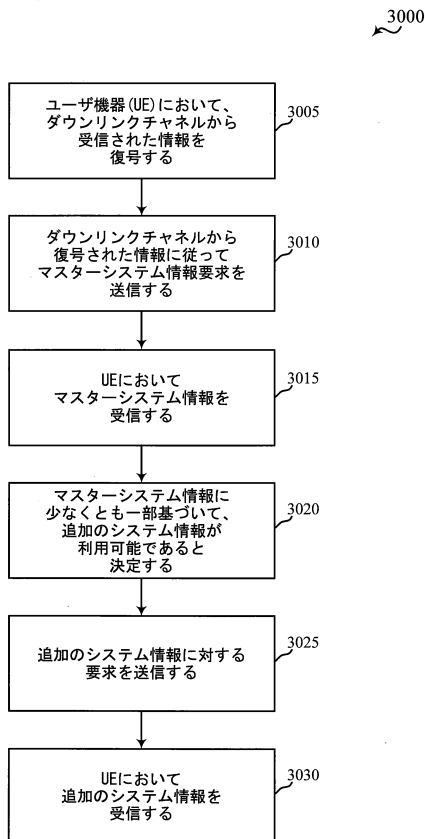 3000
ユーザ機器(UE)において、
ダウンリンクチャネルから
受信された情報を
復号する
3005
ダウンリンクチャネルから
復号された情報に従って
マスターシステム情報要求を
送信する
3010
UEにおいて
マスターシステム情報を
受信する
3015
マスターシステム情報に
少なくとも一部基づいて、
追加のシステム情報が
利用可能であると
決定する
3020
追加のシステム情報に対する
要求を送信する
3025
UEにおいて
追加のシステム情報を
受信する
3030